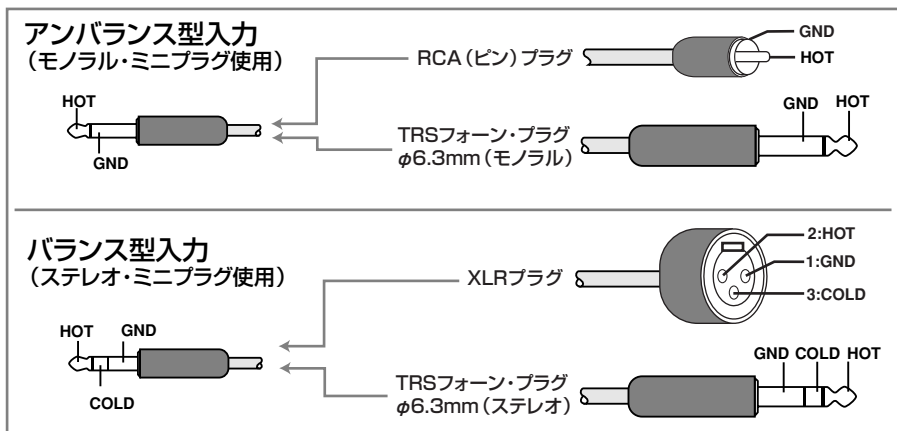 アンバランス型入力
（モノラル・ミニプラグ使用）
HOT
GND
RCA（ピン）プラグ
GND
HOT
TRSフォーン・プラグ
φ6.3mm（モノラル）
GND HOT
バランス型入力
（ステレオ・ミニプラグ使用）
HOT GND
COLD
XLRプラグ
2:HOT
1:GND
3:COLD
TRSフォーン・プラグ
φ6.3mm（ステレオ）
GND COLD HOT